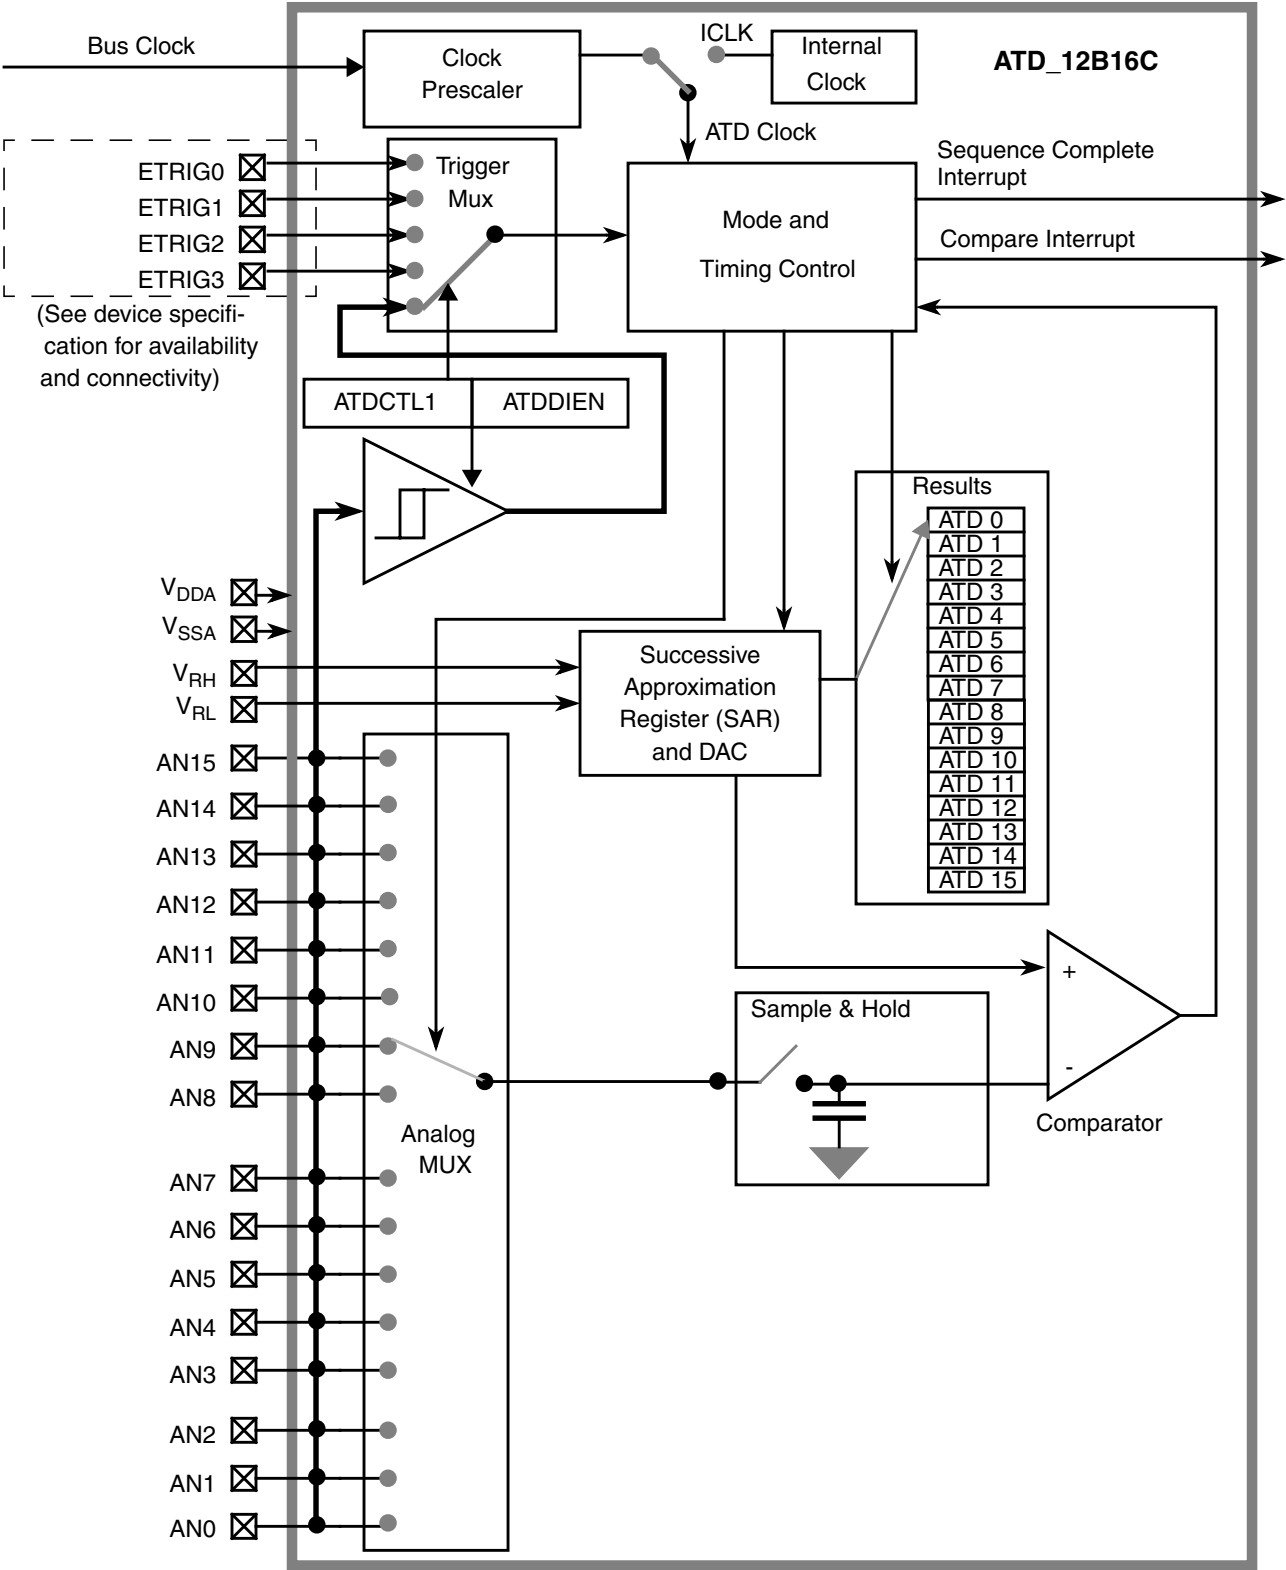 Bus Clock
Clock
Prescaler
ICLK
Internal
Clock
ATD_12B16C
ATD Clock
ETRIG0
ETRIG1
ETRIG2
ETRIG3
(See device specifi-
cation for availability
and connectivity)
Trigger
Mux
Mode and
Timing Control
Sequence Complete
Interrupt
Compare Interrupt
ATDCTL1
ATDDIEN
Results
ATD 0
ATD 1
ATD 2
ATD 3
ATD 4
ATD 5
ATD 6
ATD 7
ATD 8
ATD 9
ATD 10
ATD 11
ATD 12
ATD 13
ATD 14
ATD 15
VDDA
VSSA
VRH
VRL
Successive
Approximation
Register (SAR)
and DAC
AN15
AN14
AN13
AN12
AN11
AN10
AN9
AN8
AN7
AN6
AN5
AN4
AN3
AN2
AN1
AN0
Analog
MUX
Sample & Hold
+
-
Comparator